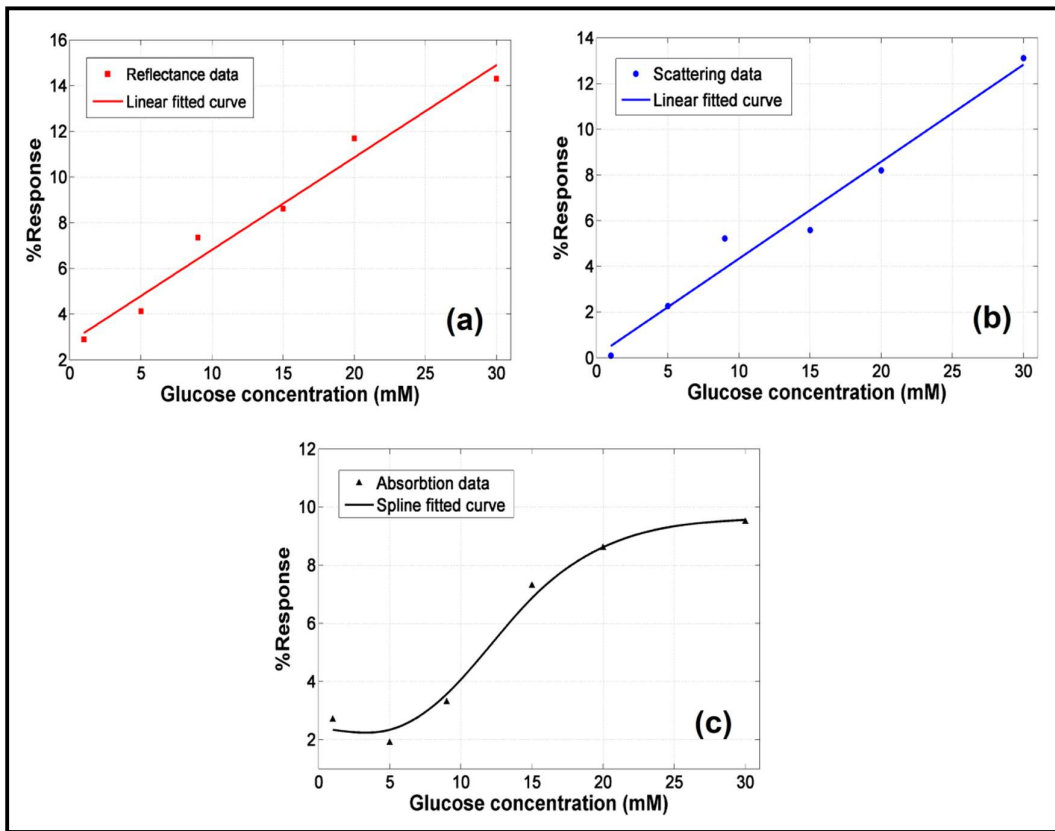 16
14
12
10
8
6
4
2
%Response
Reflectance data
Linear fitted curve
(a)
0 5 10 15 20 25 30
Glucose concentration (mM)
14
12
10
8
6
4
2
0
%Response
Scattering data
Linear fitted curve
(b)
0 5 10 15 20 25 30
Glucose concentration (mM)
12
10
8
6
4
2
%Response
Absorbtion data
Spline fitted curve
(c)
0 5 10 15 20 25 30
Glucose concentration (mM)